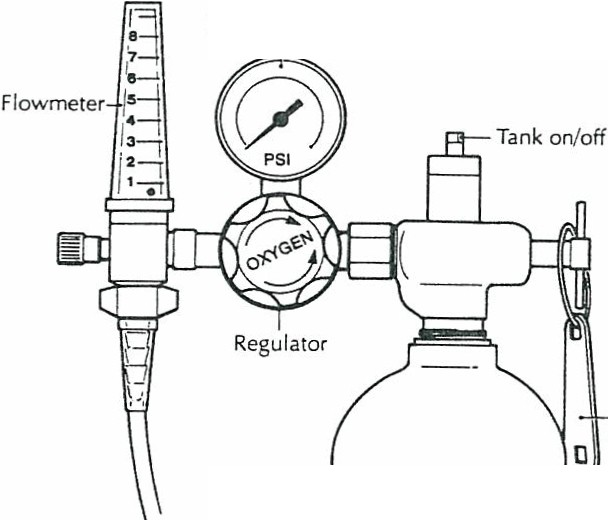 8
7
6
Flowmeter
5
4
3
2
1
PSI
Tank on/off
OXYGEN
Regulator